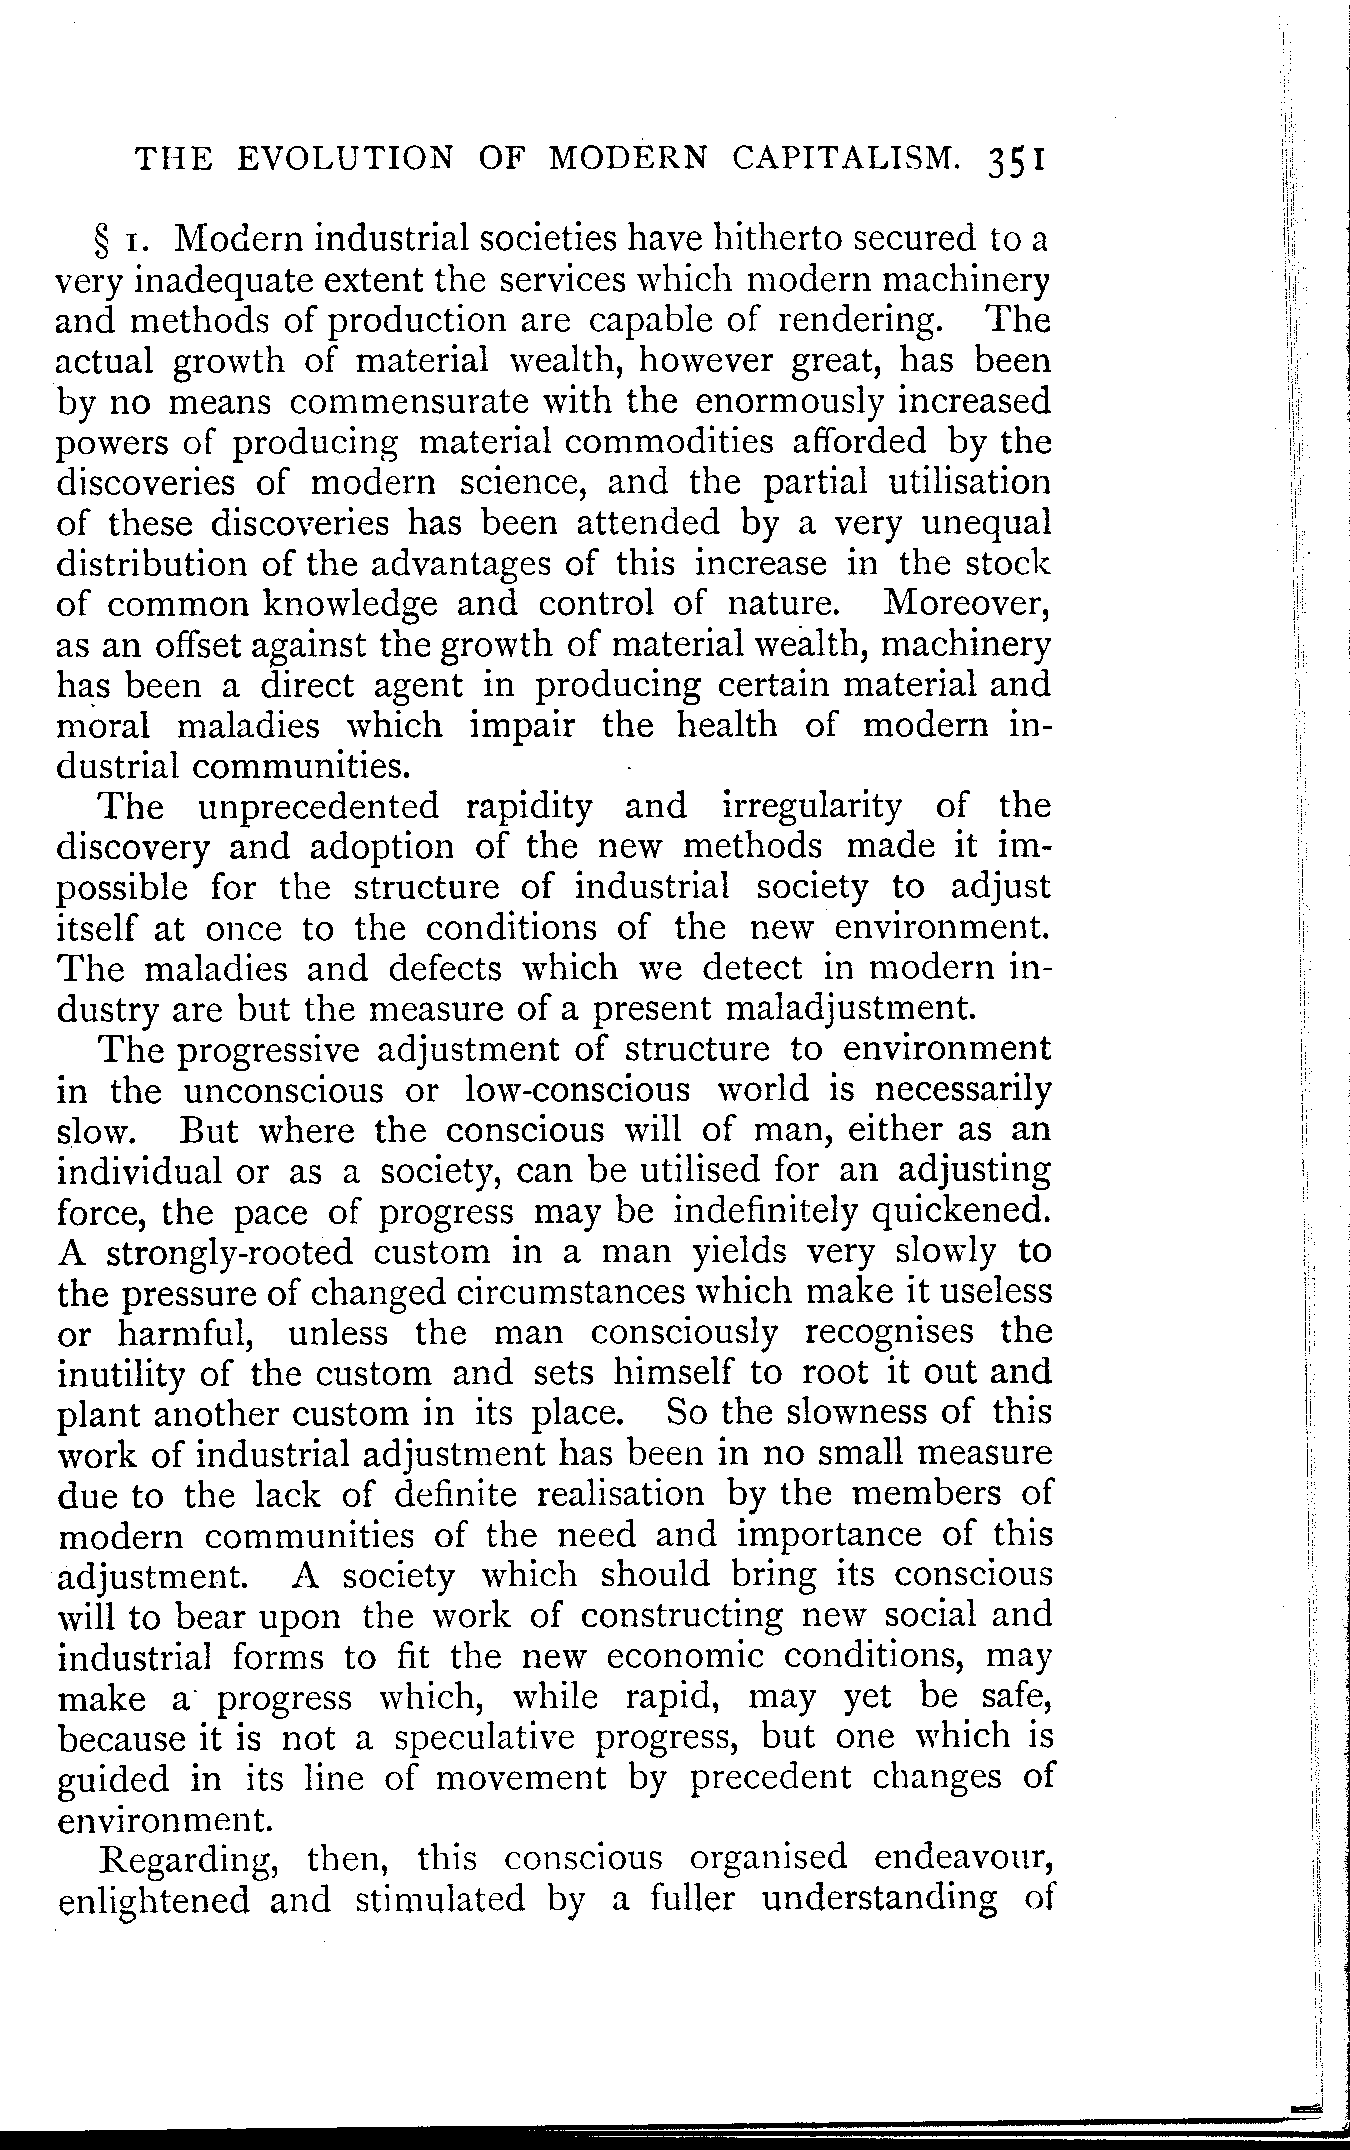 THE EVOLUTION OF MODERN CAPITALISM. 351
§ 1. Modern industrial societies have hitherto secured to a
very inadequate extent the services which modern machinery
and methods of production are capable of rendering. The
actual growth of material wealth, however great, has been
by no means commensurate with the enormously increased
powers of producing material commodities afforded by the
discoveries of modern science, and the partial utilisation
of these discoveries has been attended by a very unequal
distribution of the advantages of this increase in the stock
of common knowledge and control of nature. Moreover,
as an offset against the growth of material wealth, machinery
has been a direct agent in producing certain material and
moral maladies which impair the health of modern in-
dustrial communities.
The unprecedented rapidity and irregularity of the
discovery and adoption of the new methods made it im-
possible for the structure of industrial society to adjust
itself at once to the conditions of the new environment.
The maladies and defects which we detect in modern in-
dustry are but the measure of a present maladjustment.
The progressive adjustment of structure to environment
in the unconscious or low-conscious world is necessarily
slow. But where the conscious will of man, either as an
individual or as a society, can be utilised for an adjusting
force, the pace of progress may be indefinitely quickened.
A strongly-rooted custom in a man yields very slowly to
the pressure of changed circumstances which make it useless
or harmful, unless the man consciously recognises the
inutility of the custom and sets himself to root it out and
plant another custom in its place. So the slowness of this
work of industrial adjustment has been in no small measure
due to the lack of definite realisation by the members of
modern communities of the need and importance of this
adjustment. A society which should bring its conscious
will to bear upon the work of constructing new social and
industrial forms to fit the new economic conditions, may
make a progress which, while rapid, may yet be safe,
because it is not a speculative progress, but one which is
guided in its line of movement by precedent changes of
environment.
Regarding, then, this conscious organised endeavour,
enlightened and stimulated by a fuller understanding of